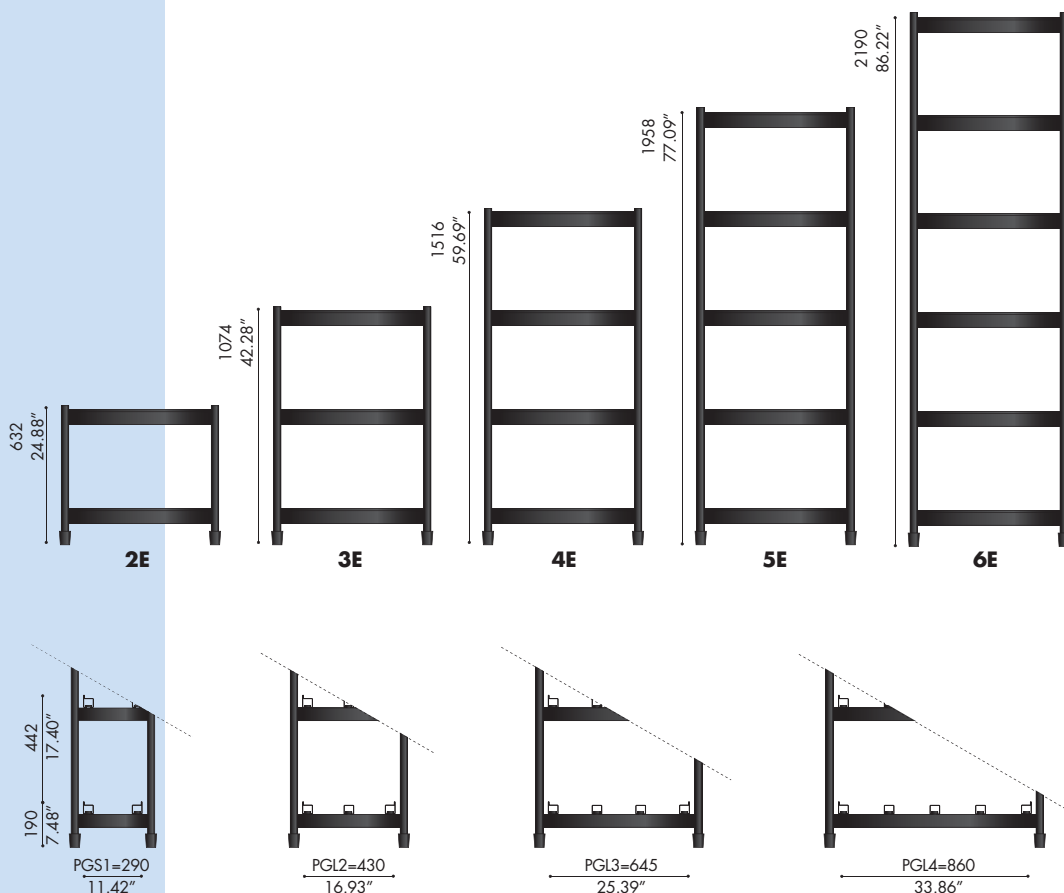 2190
86.22”
1958
77.09”
1516
59.69”
1074
42.28”
632
24.88”
2E
3E
4E
5E
6E
442
17.40”
190
7.48”
PGS1=290
11.42”
PGL2=430
16.93”
PGL3=645
25.39”
PGL4=860
33.86”